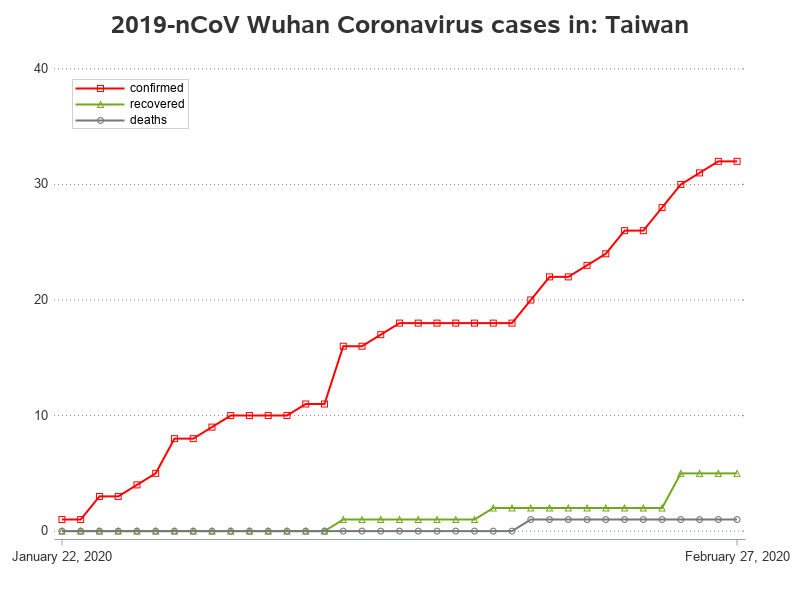 2019-nCoV Wuhan Coronavirus cases in: Taiwan
40
confirmed
recovered
deaths
30
20
10
0
January 22, 2020
February 27, 2020